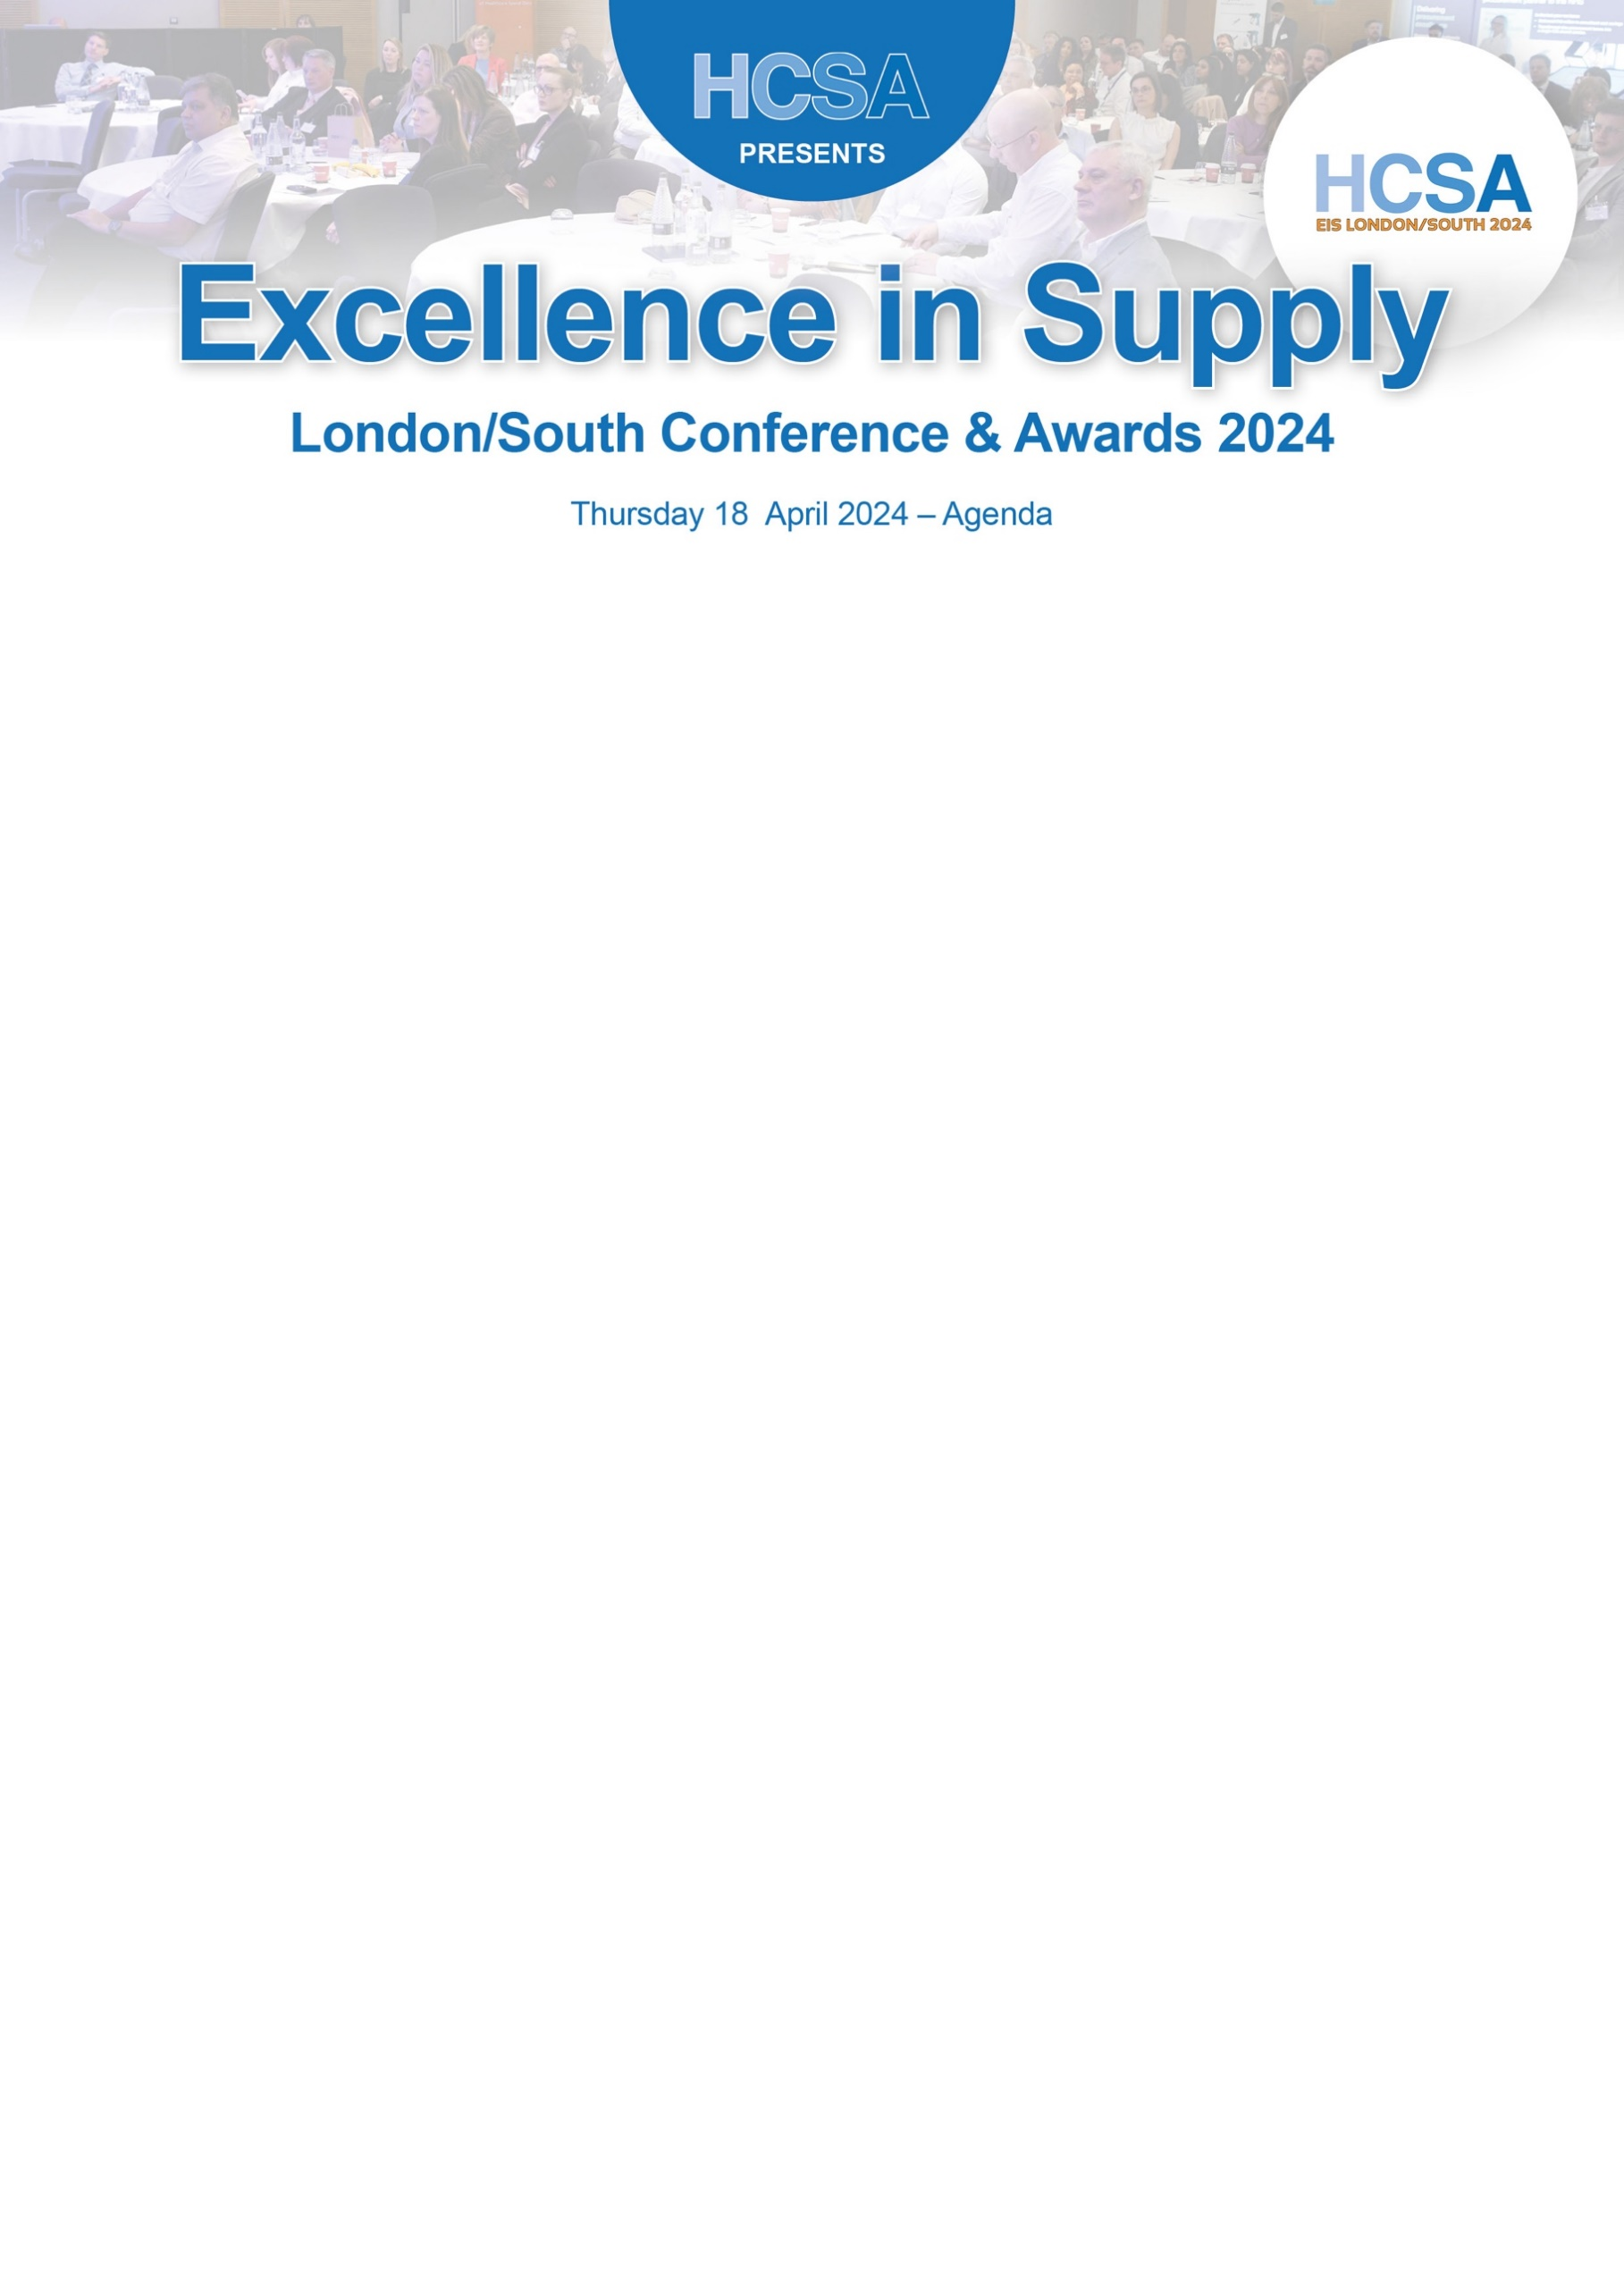 HCSA
PRESENTS
HCSA
EIS LONDON/SOUTH 2024
Excellence in Supply
London/South Conference & Awards 2024
Thursday 18  April 2024 – Agenda